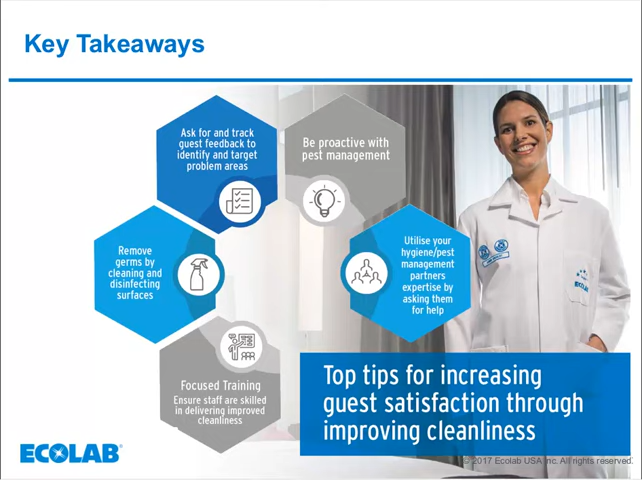 Key Takeaways
Ask for and track
guest feedback to
identify and target
problem areas
Be proactive with
pest management
Remove
germs by
cleaning and
disinfecting
surfaces
Utilise your
hygiene/pest
management
partners
expertise by
asking them
for help
Focused Training
Ensure staff are skilled
in delivering improved
cleanliness
ECOLAB
Top tips for increasing
guest satisfaction through
improving cleanliness
ECOLAB®
© 2017 Ecolab USA Inc. All rights reserved.